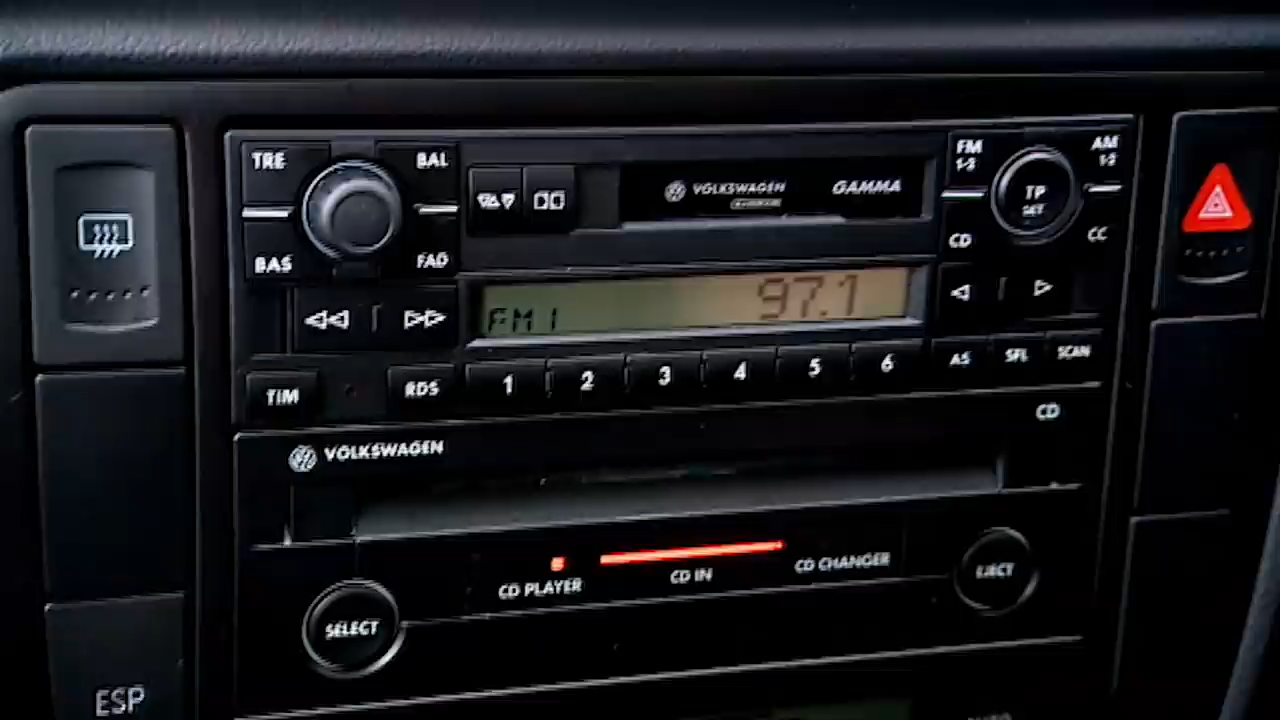 TRE
BAL
BAS
FAD
VOLKSWAGEN
GAMMA
FM
1-2
AM
1-2
TP
SET
CD
CC
FM 1
97.1
TIM
RDS
1
2
3
4
5
6
AS
SFL
SCAN
CD
VOLKSWAGEN
CD PLAYER
CD IN
CD CHANGER
SELECT
EJECT
ESP